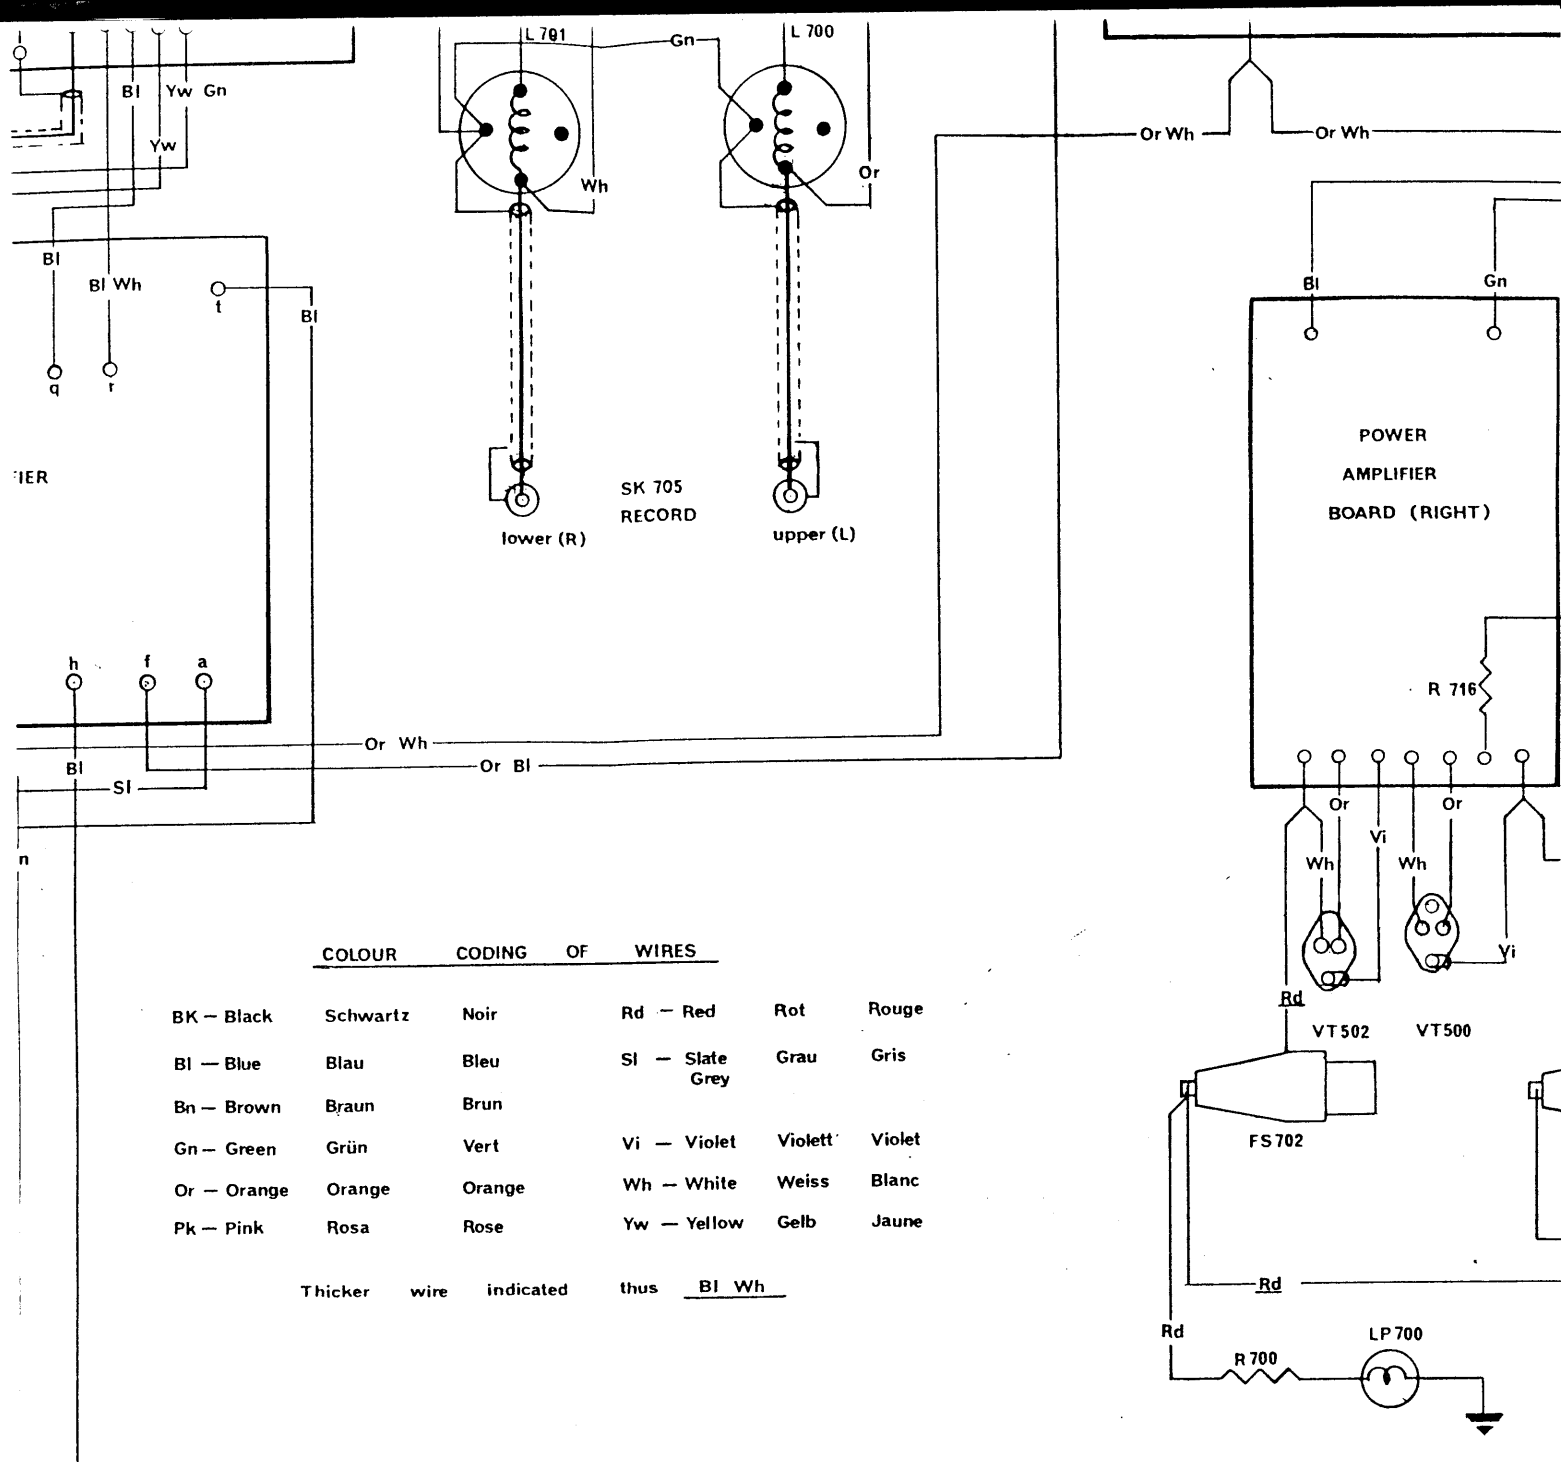 L 701
L 700
Gn
Bl
Yw
Gn
Yw
Or Wh
Or Wh
Wh
Or
Bl
Bl Wh
t
Bl
Bl
Gn
q
r
POWER
AMPLIFIER
BOARD (RIGHT)
IER
SK 705
RECORD
lower (R)
upper (L)
h
f
a
R 716
Or Wh
Or Bl
Bl
Sl
Or
Or
Vi
n
Wh
Wh
Vi
Rd
VT502
VT500
COLOUR CODING OF WIRES
BK — Black Schwartz Noir Rd — Red Rot Rouge
Bl — Blue Blau Bleu Sl — Slate Grau Gris
Grey
Bn — Brown Braun Brun
Gn — Green Grün Vert Vi — Violet Violett Violet
Or — Orange Orange Orange Wh — White Weiss Blanc
Pk — Pink Rosa Rose Yw — Yellow Gelb Jaune
Thicker wire indicated thus Bl Wh
FS702
Rd
Rd
LP700
R 700